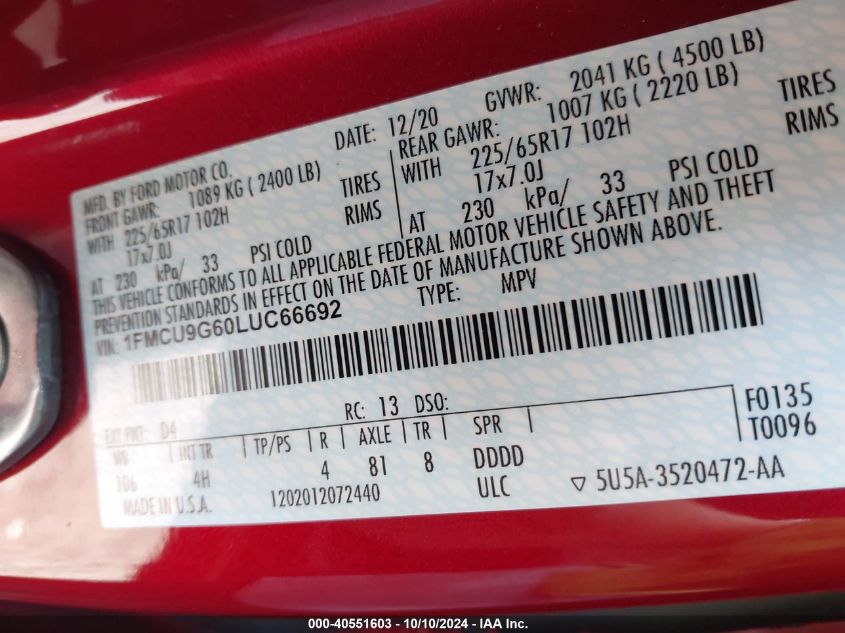 MFD. BY FORD MOTOR CO.
DATE: 12/20
GVWR: 2041 KG ( 4500 LB)
FRONT GAWR: 1089 KG ( 2400 LB)
REAR GAWR: 1007 KG ( 2220 LB)
WITH 225/65R17 102H TIRES
WITH 225/65R17 102H TIRES
17x7.0J RIMS
17x7.0J RIMS
AT 230 kPa/ 33 PSI COLD
AT 230 kPa/ 33 PSI COLD
THIS VEHICLE CONFORMS TO ALL APPLICABLE FEDERAL MOTOR VEHICLE SAFETY AND THEFT
PREVENTION STANDARDS IN EFFECT ON THE DATE OF MANUFACTURE SHOWN ABOVE.
VIN: 1FMCU9G60LUC66692
TYPE: MPV
EXT PNT: D4 RC: 13 DSO:
F0135
WB INT TR TP/PS R AXLE TR SPR
T0096
106 4H 4 81 8 DDDD
MADE IN U.S.A. 1202012072440 ULC
5U5A-3520472-AA
000-40551603 - 10/10/2024 - IAA Inc.